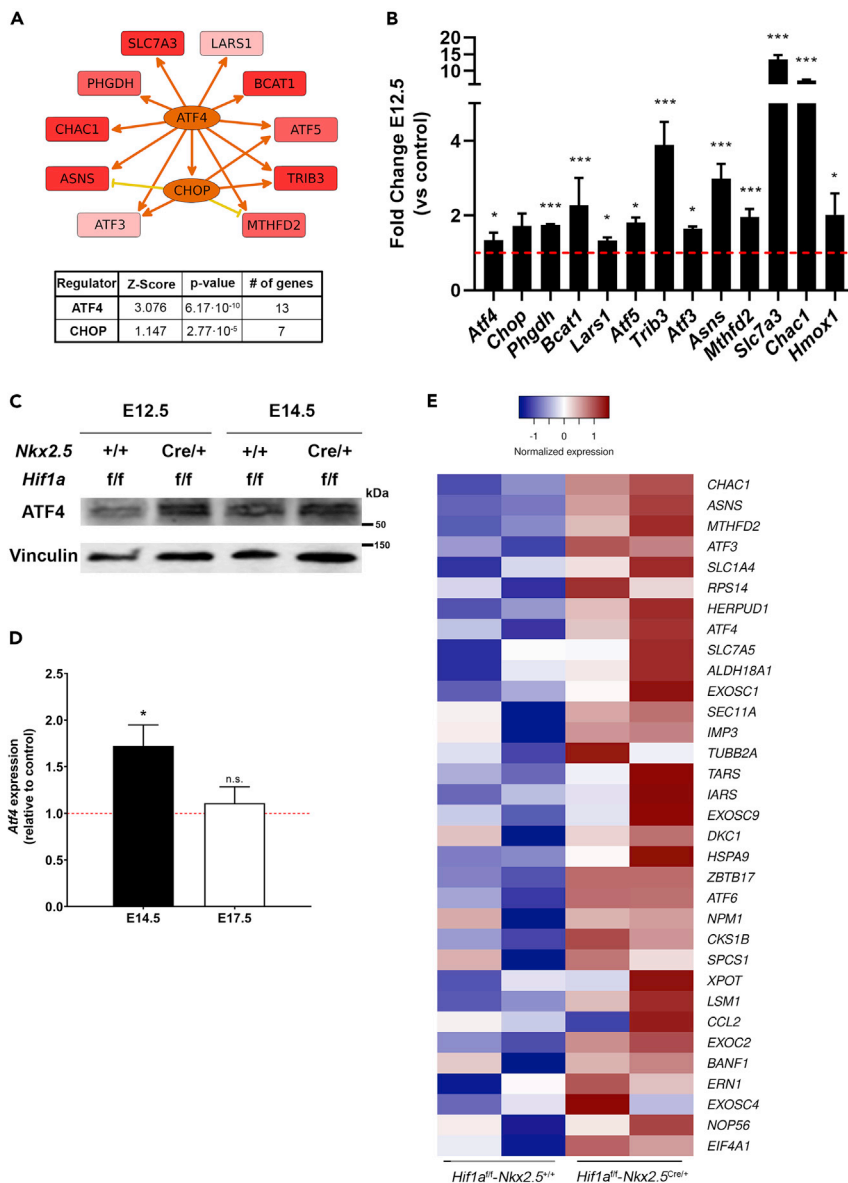 A
SLC7A3 LARS1
PHGDH BCAT1
ATF4
CHAC1 ATF5
ASNS TRIB3
CHOP
ATF3 MTHFD2
Regulator Z-Score p-value # of genes
ATF4 3.076 6.17·10⁻¹⁰ 13
CHOP 1.147 2.77·10⁻⁵ 7
B
Fold Change E12.5
(vs control)
20
15
10
4
2
0
* *** *** * * *** * *** *** *** *** *
Atf4 Chop Phgdh Bcat1 Lars1 Atf5 Trib3 Atf3 Asns Mthfd2 Slc7a3 Chac1 Hmox1
C
E12.5 E14.5
Nkx2.5 +/+ Cre/+ +/+ Cre/+
Hif1a f/f f/f f/f f/f
kDa
ATF4
50
150
Vinculin
D
Atf4 expression
(relative to control)
2.5
2.0
1.5
1.0
0.5
0.0
*
n.s.
E14.5 E17.5
E
-1 0 1
Normalized expression
CHAC1
ASNS
MTHFD2
ATF3
SLC1A4
RPS14
HERPUD1
ATF4
SLC7A5
ALDH18A1
EXOSC1
SEC11A
IMP3
TUBB2A
TARS
IARS
EXOSC9
DKC1
HSPA9
ZBTB17
ATF6
NPM1
CKS1B
SPCS1
XPOT
LSM1
CCL2
EXOC2
BANF1
ERN1
EXOSC4
NOP56
EIF4A1
Hif1a^f/f-Nkx2.5^+/+ Hif1a^f/f-Nkx2.5^Cre/+